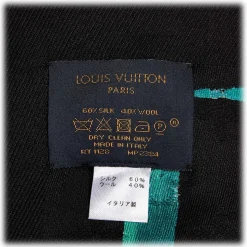 LOUIS VUITTON
PARIS
60% SILK 40% WOOL
DRY CLEAN ONLY
MADE IN ITALY
シルク 60%
ウール 40%
イタリア製